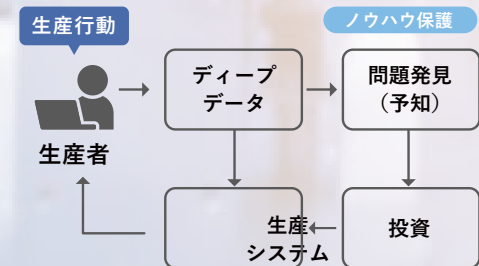 生産行動
ノウハウ保護
ディープ
データ
問題発見
（予知）
生産者
生産
システム
投資